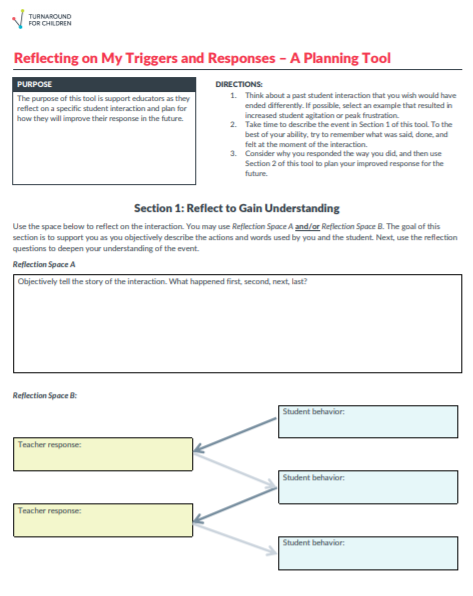 TURNAROUND
FOR CHILDREN
Reflecting on My Triggers and Responses – A Planning Tool
PURPOSE
The purpose of this tool is support educators as they
reflect on a specific student interaction and plan for
how they will improve their response in the future.
DIRECTIONS:
1. Think about a past student interaction that you wish would have
ended differently. If possible, select an example that resulted in
increased student agitation or peak frustration.
2. Take time to describe the event in Section 1 of this tool. To the
best of your ability, try to remember what was said, done, and
felt at the moment of the interaction.
3. Consider why you responded the way you did, and then use
Section 2 of this tool to plan your improved response for the
future.
Section 1: Reflect to Gain Understanding
Use the space below to reflect on the interaction. You may use Reflection Space A and/or Reflection Space B. The goal of this
section is to support you as you objectively describe the actions and words used by you and the student. Next, use the reflection
questions to deepen your understanding of the event.
Reflection Space A
Objectively tell the story of the interaction. What happened first, second, next, last?
Reflection Space B:
Student behavior:
Teacher response:
Student behavior:
Teacher response:
Student behavior: